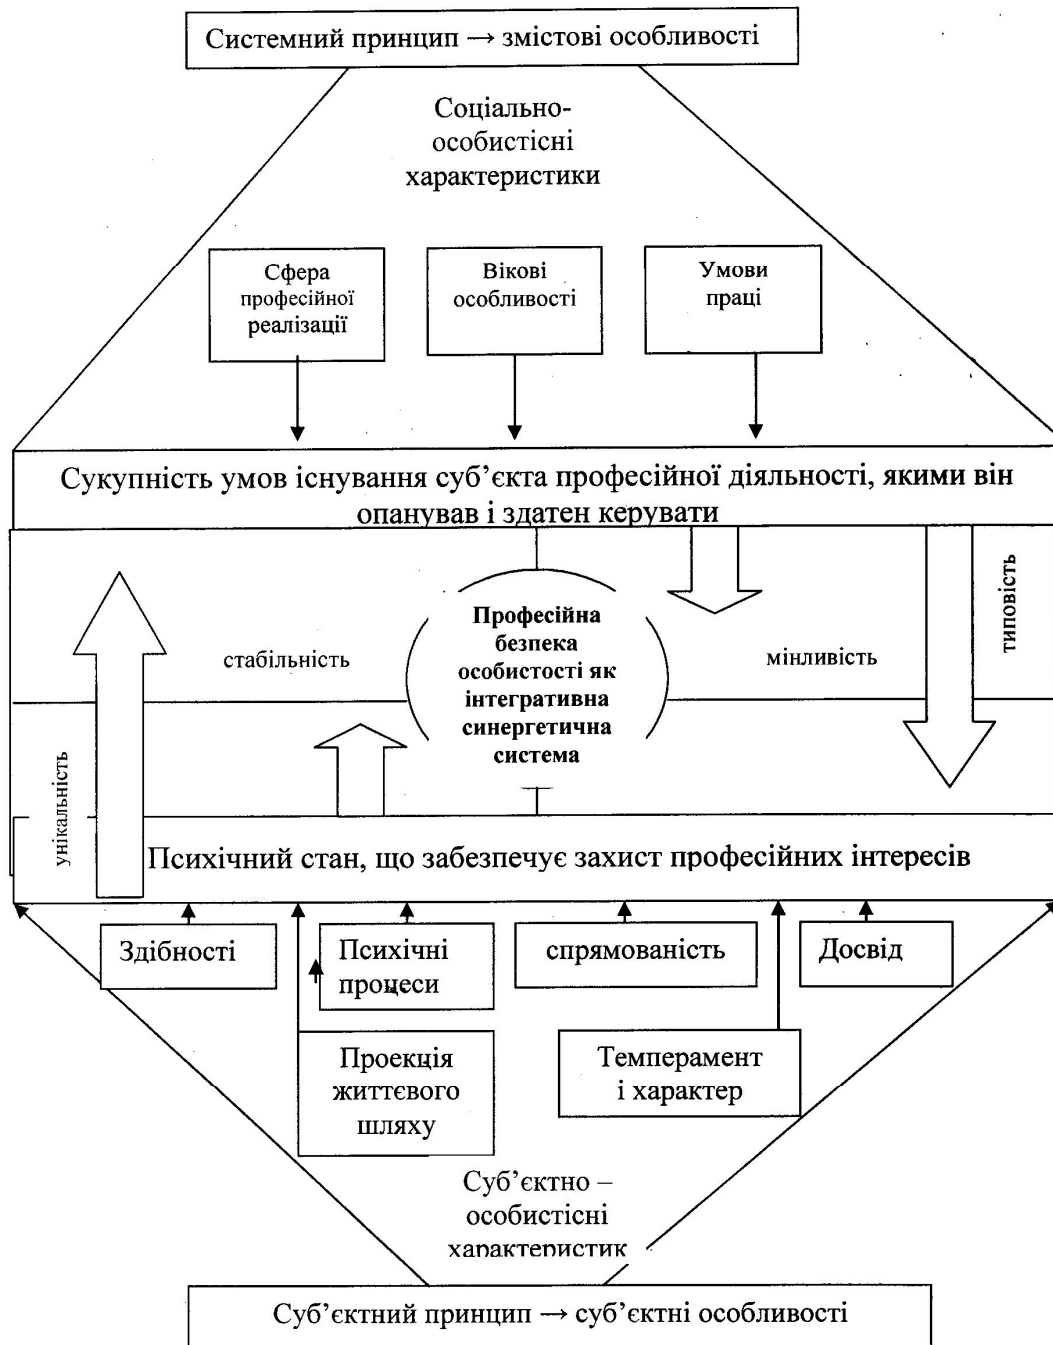 Системний принцип → змістові особливості
Соціально-
особистісні
характеристики
Сфера
професійної
реалізації
Вікові
особливості
Умови
праці
Сукупність умов існування суб’єкта професійної діяльності, якими він
опанував і здатен керувати
типовість
Професійна
безпека
особистості як
інтегративна
синергетична
система
стабільність
мінливість
унікальність
Психічний стан, що забезпечує захист професійних інтересів
Здібності
Психічні
процеси
спрямованість
Досвід
Проекція
життєвого
шляху
Темперамент
і характер
Суб’єктно –
особистісні
характеристик
Суб’єктний принцип → суб’єктні особливості